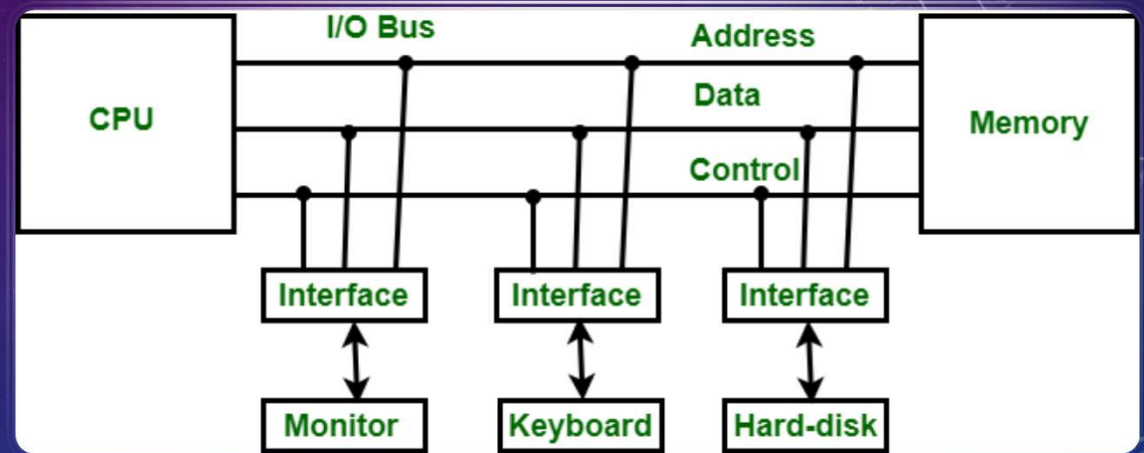 I/O Bus
Address
CPU
Data
Memory
Control
Interface
Interface
Interface
Monitor
Keyboard
Hard-disk